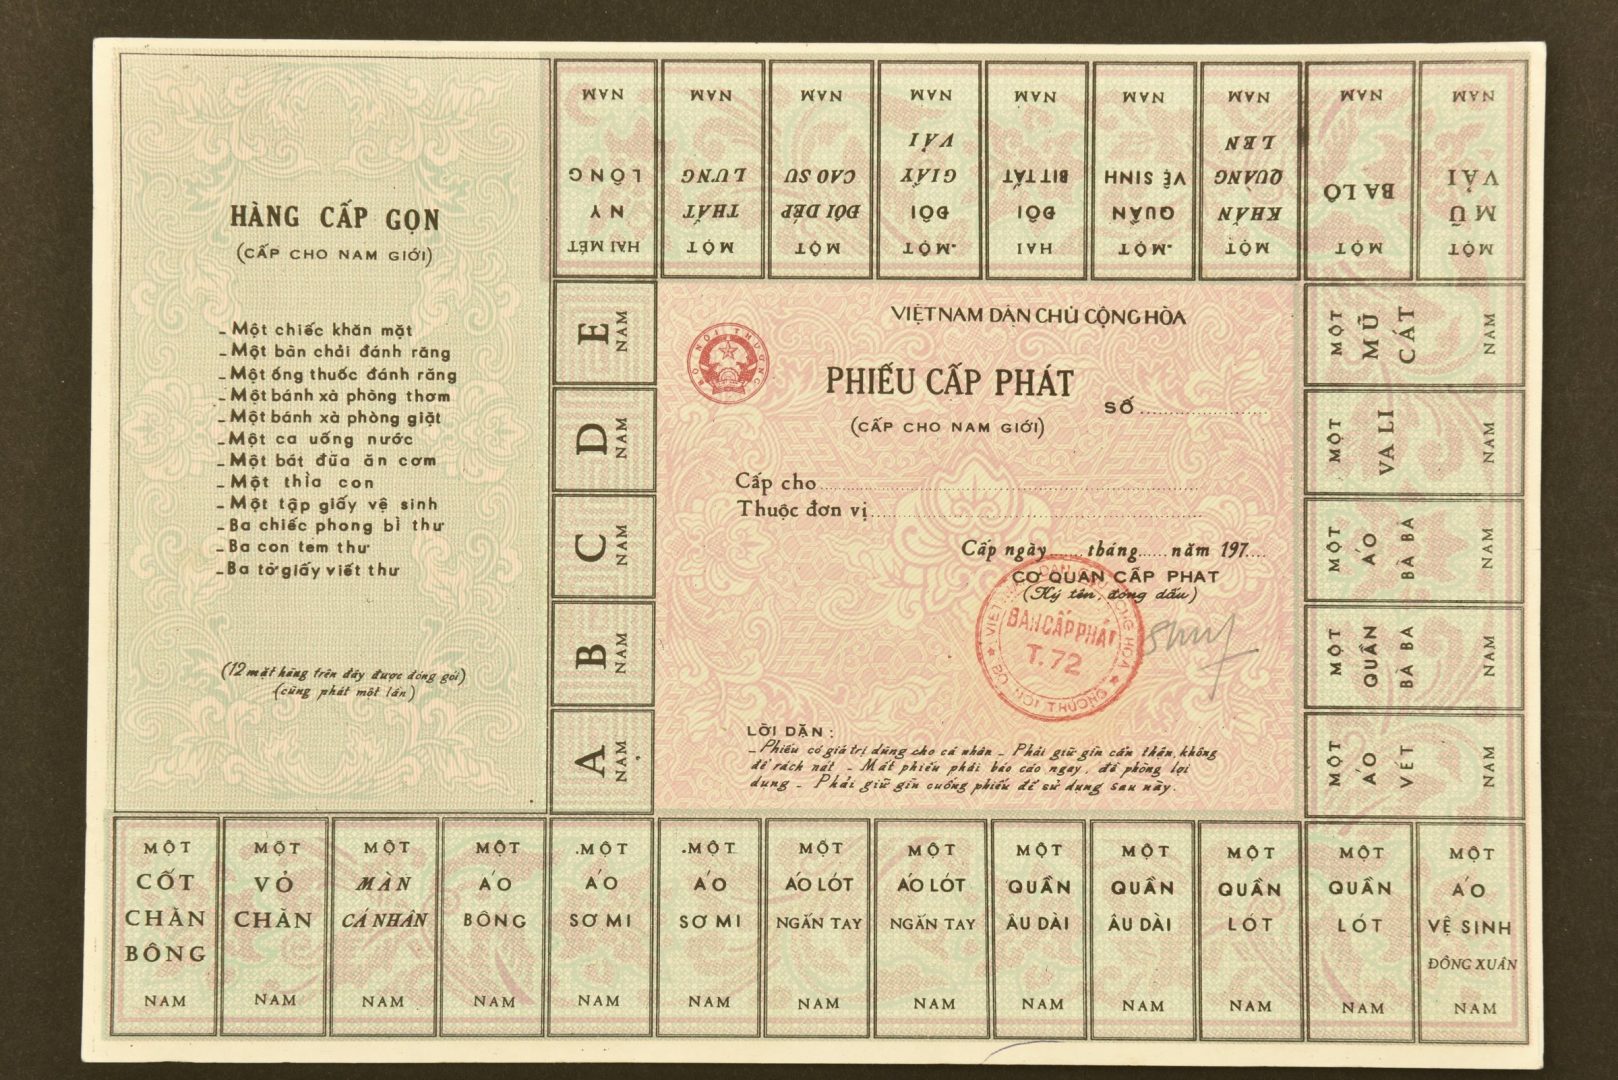 HÀNG CẤP GỌN
(CẤP CHO NAM GIỚI)
- Một chiếc khăn mặt
- Một bàn chải đánh răng
- Một ống thuốc đánh răng
- Một bánh xà phòng thơm
- Một bánh xà phòng giặt
- Một ca uống nước
- Một bát đũa ăn cơm
- Một thìa con
- Một tập giấy vệ sinh
- Ba chiếc phong bì thư
- Ba con tem thư
- Ba tờ giấy viết thư
(12 mặt hàng trên đây được đóng gói)
(cùng phát một lần)
HAI MÉT
NY
LÔNG
NAM
MỘT
THẮT
LƯNG
NAM
MỘT
ĐÔI DÉP
CAO SU
NAM
MỘT
ĐÔI
GIẦY
VẢI
NAM
HAI
ĐÔI
BIT TẤT
NAM
MỘT
QUẦN
VỆ SINH
NAM
MỘT
KHĂN
QUÀNG
LEN
NAM
MỘT
BA LÔ
NAM
MỘT
MŨ
VẢI
NAM
E
NAM
D
NAM
C
NAM
B
NAM
A
NAM
VIỆT NAM DÂN CHỦ CỘNG HÒA
BỘ NỘI THƯƠNG
PHIẾU CẤP PHÁT
SỐ
(CẤP CHO NAM GIỚI)
Cấp cho
Thuộc đơn vị
Cấp ngày tháng năm 197
CƠ QUAN CẤP PHÁT
(Ký tên, đóng dấu)
BAN CẤP PHÁT
T.72
BỘ NỘI THƯƠNG
LỜI DẶN :
- Phiếu có giá trị dùng cho cá nhân - Phải giữ gìn cẩn thận, không
để rách nát - Mất phiếu phải báo cáo ngay, đề phòng lợi
dụng - Phải giữ gìn cuống phiếu để sử dụng sau này.
MỘT
MŨ
CÁT
NAM
MỘT
VA LI
NAM
MỘT
ÁO
BÀ BA
NAM
MỘT
QUẦN
BÀ BA
NAM
MỘT
ÁO
VÉT
NAM
MỘT
CỐT
CHĂN
BÔNG
NAM
MỘT
VỎ
CHĂN
NAM
MỘT
MÀN
CÁ NHÂN
NAM
MỘT
ÁO
BÔNG
NAM
MỘT
ÁO
SƠ MI
NAM
MỘT
ÁO
SƠ MI
NAM
MỘT
ÁO LÓT
NGẮN TAY
NAM
MỘT
ÁO LÓT
NGẮN TAY
NAM
MỘT
QUẦN
ÂU DÀI
NAM
MỘT
QUẦN
ÂU DÀI
NAM
MỘT
QUẦN
LÓT
NAM
MỘT
QUẦN
LÓT
NAM
MỘT
ÁO
VỆ SINH
ĐÔNG XUÂN
NAM